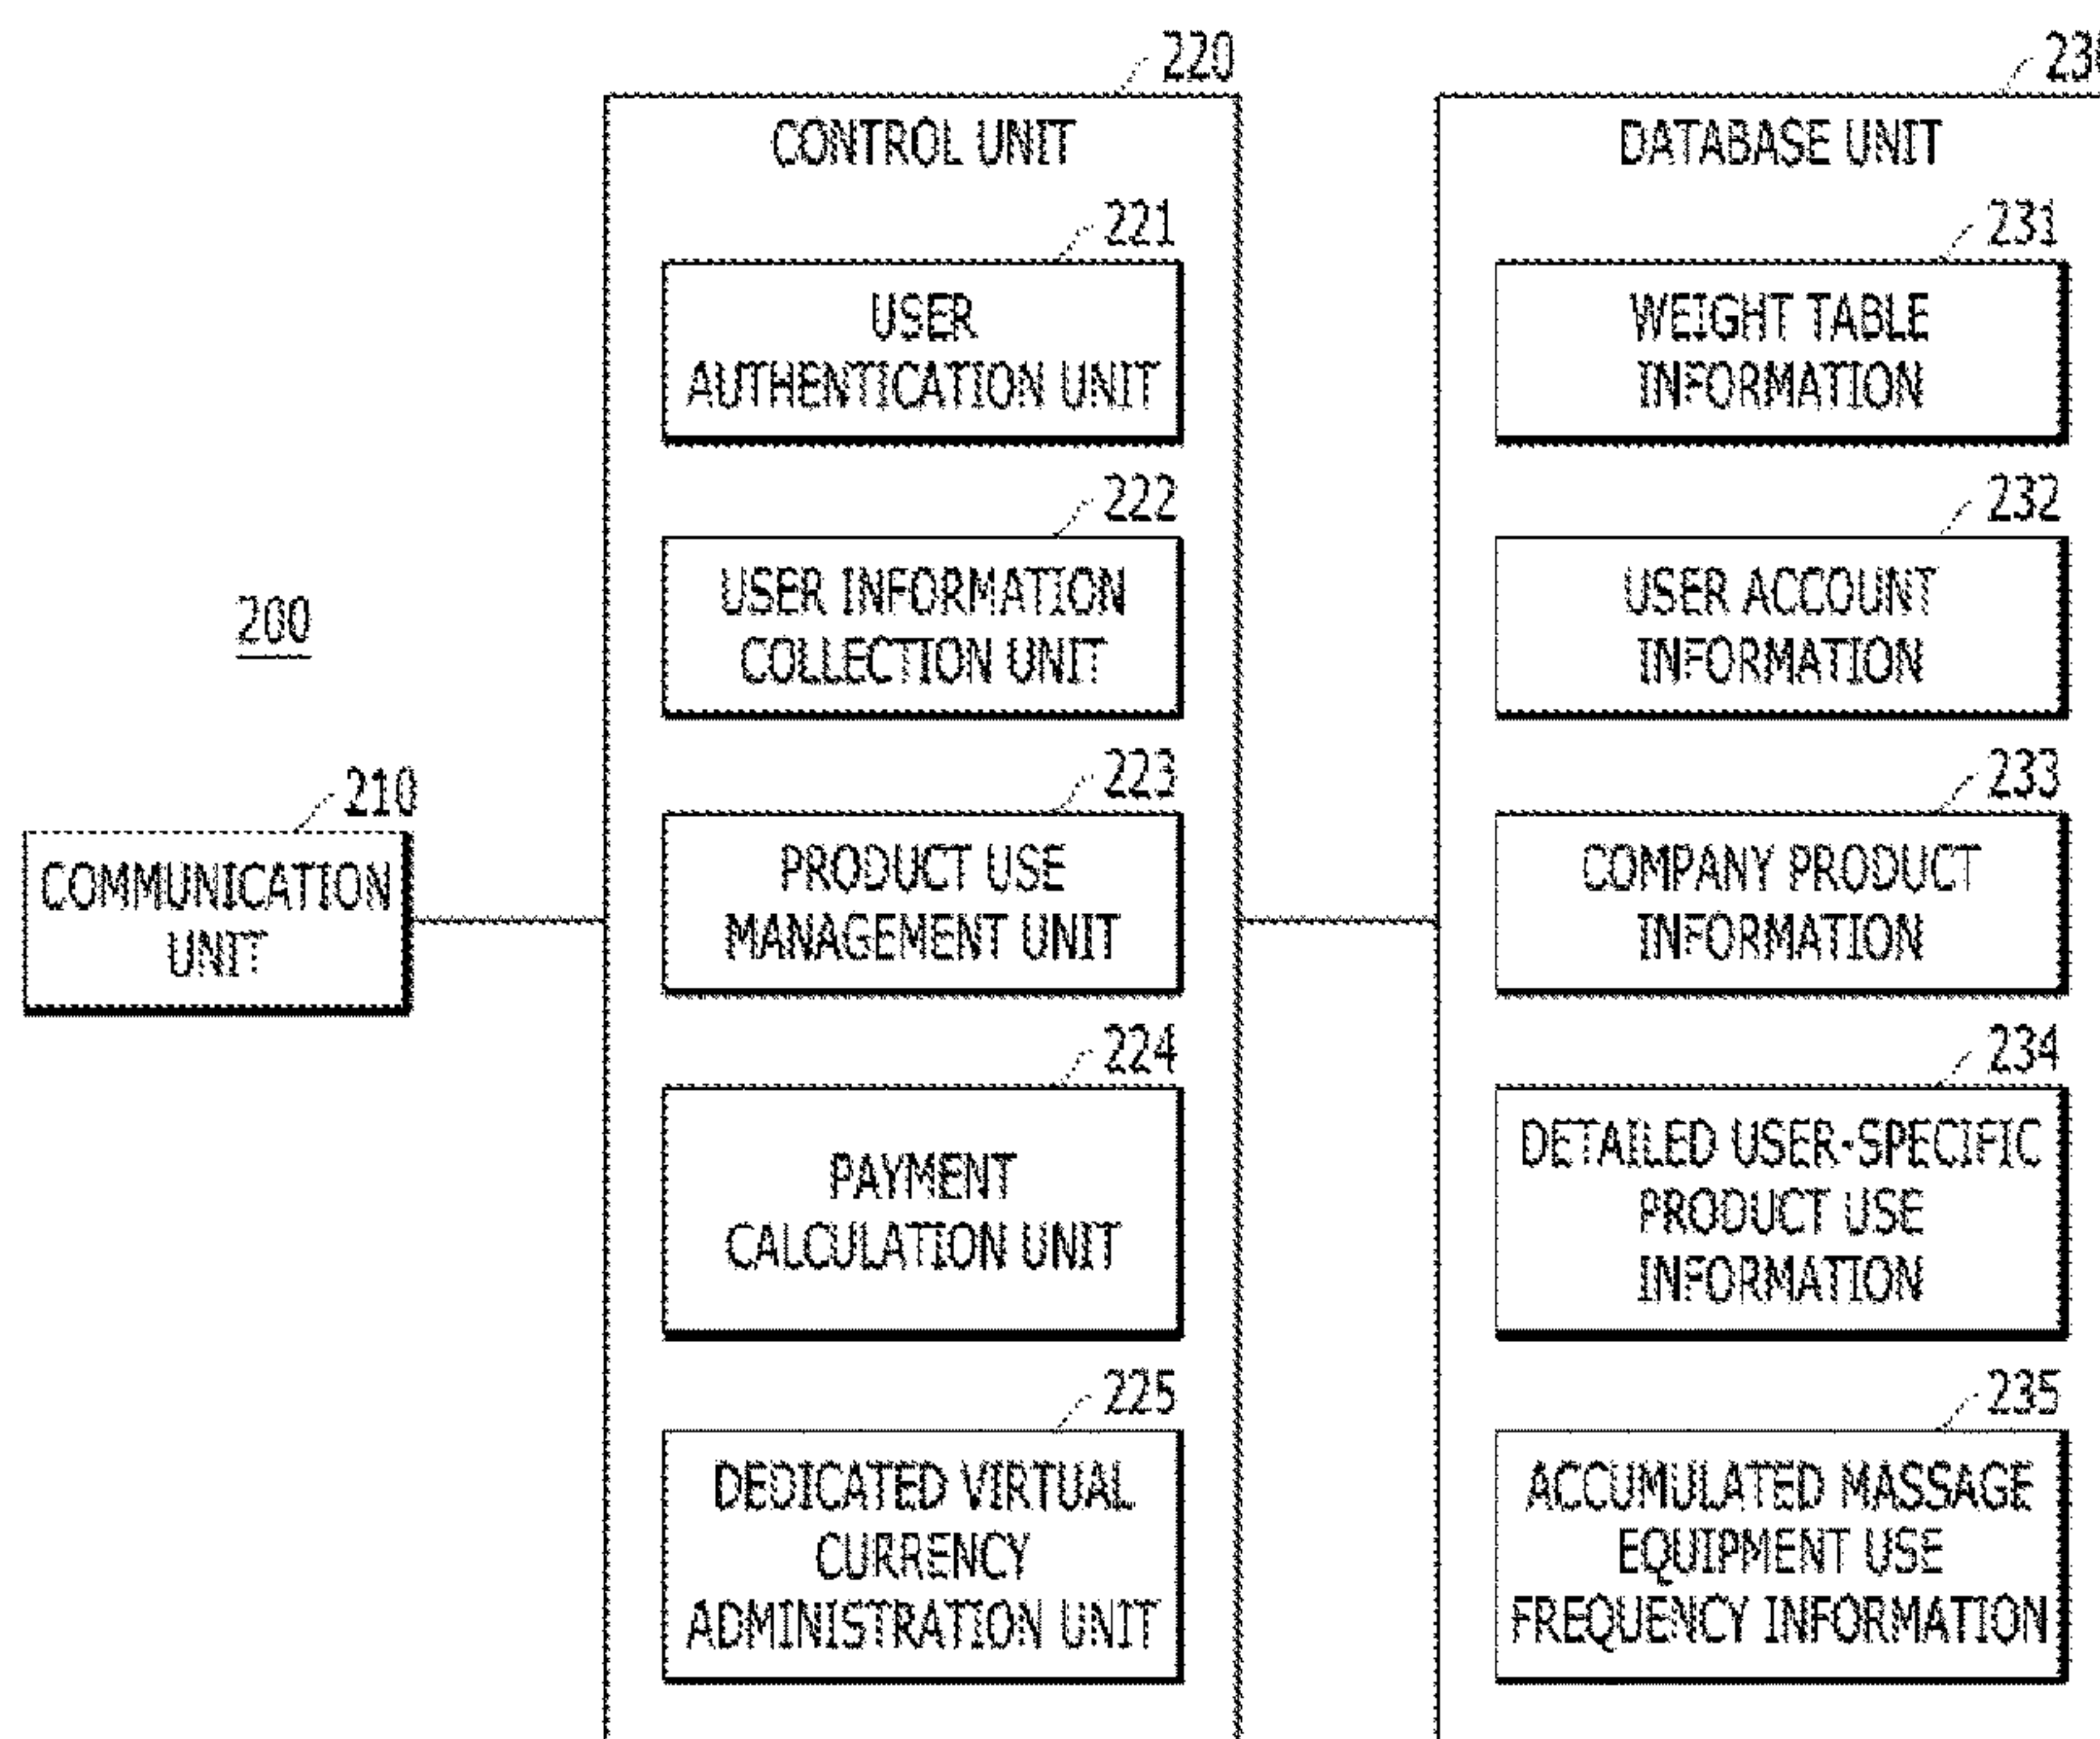 200
210
COMMUNICATION
UNIT
220
CONTROL UNIT
221
USER
AUTHENTICATION UNIT
222
USER INFORMATION
COLLECTION UNIT
223
PRODUCT USE
MANAGEMENT UNIT
224
PAYMENT
CALCULATION UNIT
225
DEDICATED VIRTUAL
CURRENCY
ADMINISTRATION UNIT
230
DATABASE UNIT
231
WEIGHT TABLE
INFORMATION
232
USER ACCOUNT
INFORMATION
233
COMPANY PRODUCT
INFORMATION
234
DETAILED USER-SPECIFIC
PRODUCT USE
INFORMATION
235
ACCUMULATED MASSAGE
EQUIPMENT USE
FREQUENCY INFORMATION